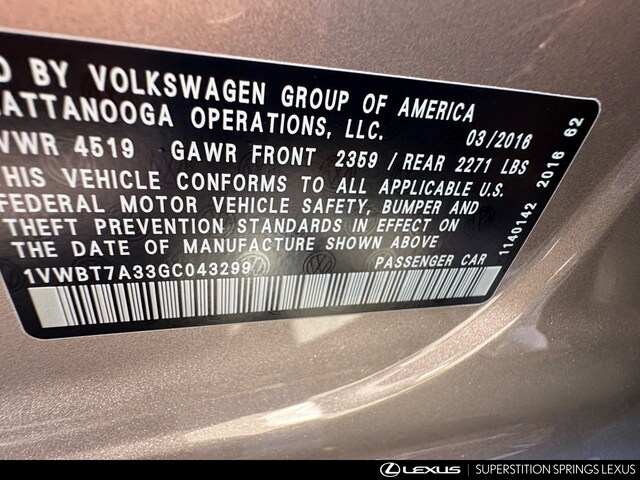 D BY VOLKSWAGEN GROUP OF AMERICA
ATTANOOGA OPERATIONS, LLC. 03/2016
VWR 4519 GAWR FRONT 2359 / REAR 2271 LBS
HIS VEHICLE CONFORMS TO ALL APPLICABLE U.S.
FEDERAL MOTOR VEHICLE SAFETY, BUMPER AND
THEFT PREVENTION STANDARDS IN EFFECT ON
THE DATE OF MANUFACTURE SHOWN ABOVE
1VWBT7A33GC043299 PASSENGER CAR
1140142 2016 62
LEXUS | SUPERSTITION SPRINGS LEXUS